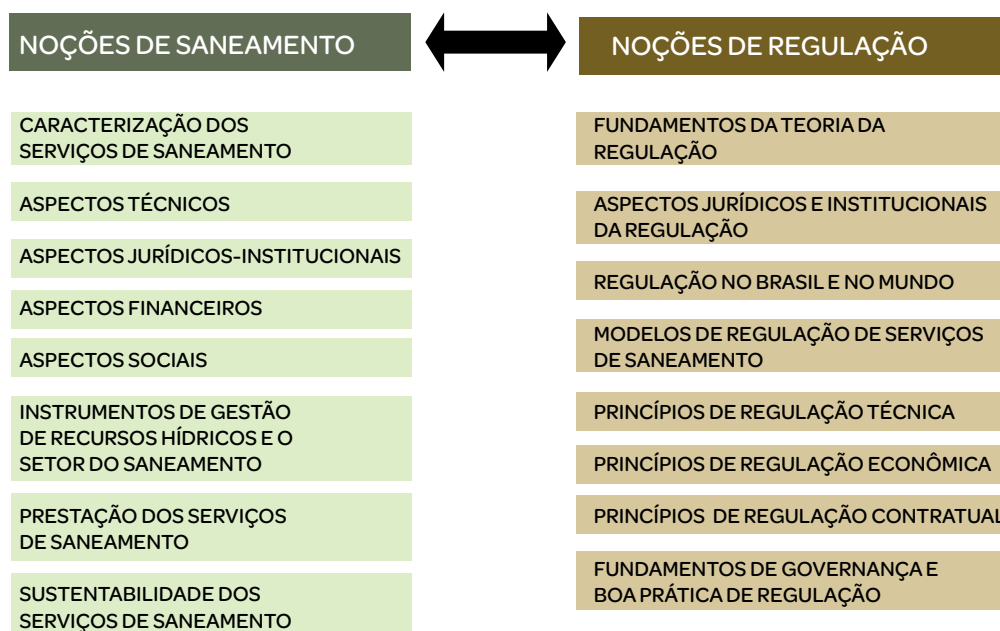 NOÇÕES DE SANEAMENTO
CARACTERIZAÇÃO DOS
SERVIÇOS DE SANEAMENTO
ASPECTOS TÉCNICOS
ASPECTOS JURÍDICOS-INSTITUCIONAIS
ASPECTOS FINANCEIROS
ASPECTOS SOCIAIS
INSTRUMENTOS DE GESTÃO
DE RECURSOS HÍDRICOS E O
SETOR DO SANEAMENTO
PRESTAÇÃO DOS SERVIÇOS
DE SANEAMENTO
SUSTENTABILIDADE DOS
SERVIÇOS DE SANEAMENTO
NOÇÕES DE REGULAÇÃO
FUNDAMENTOS DA TEORIA DA
REGULAÇÃO
ASPECTOS JURÍDICOS E INSTITUCIONAIS
DA REGULAÇÃO
REGULAÇÃO NO BRASIL E NO MUNDO
MODELOS DE REGULAÇÃO DE SERVIÇOS
DE SANEAMENTO
PRINCÍPIOS DE REGULAÇÃO TÉCNICA
PRINCÍPIOS DE REGULAÇÃO ECONÔMICA
PRINCÍPIOS DE REGULAÇÃO CONTRATUAL
FUNDAMENTOS DE GOVERNANÇA E
BOA PRÁTICA DE REGULAÇÃO